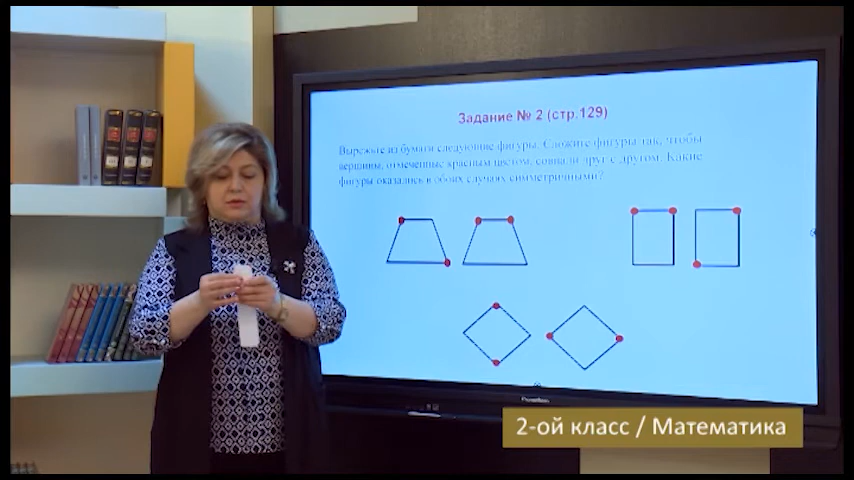 Задание № 2 (стр.129)
Вырежьте из бумаги следующие фигуры. Сложите фигуры так, чтобы
вершины, отмеченные красным цветом, совпали друг с другом. Какие
фигуры оказались в обоих случаях симметричными?
2-ой класс / Математика